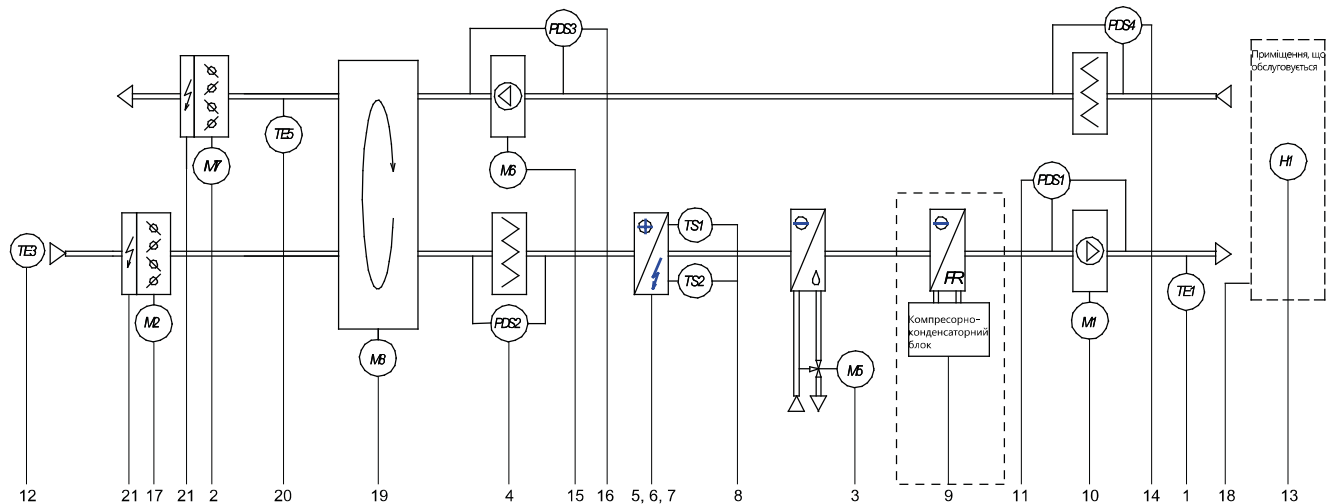 PDS3
PDS4
Приміщення, що
обслуговується
TE5
M7
M6
H1
PDS1
TE3
TS1
TS2
FR
TE1
M2
PDS2
Компресорно-
конденсаторний
блок
M1
M8
M5
12 21 17 21 2 20 19 4 15 16 5, 6, 7 8 3 9 11 10 14 1 18 13